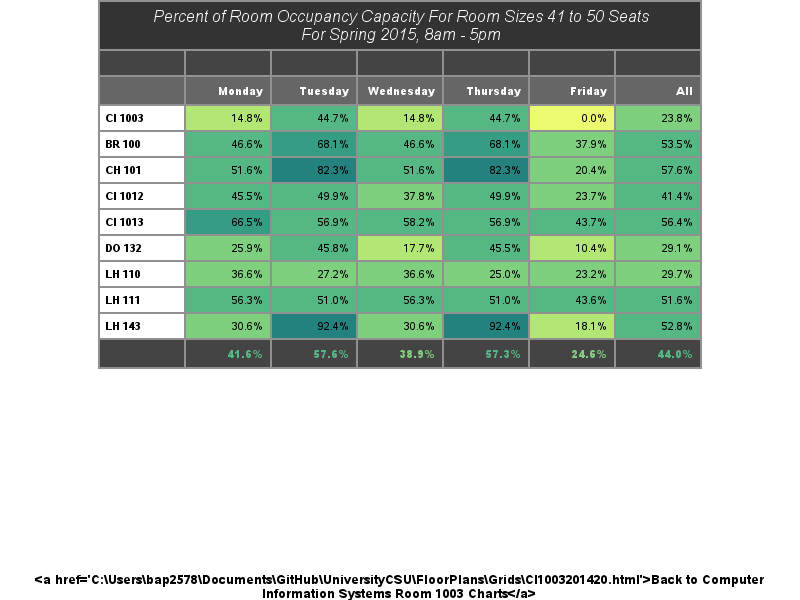 Percent of Room Occupancy Capacity For Room Sizes 41 to 50 Seats
For Spring 2015, 8am - 5pm
Monday Tuesday Wednesday Thursday Friday All
CI 1003 14.8% 44.7% 14.8% 44.7% 0.0% 23.8%
BR 100 46.6% 68.1% 46.6% 68.1% 37.9% 53.5%
CH 101 51.6% 82.3% 51.6% 82.3% 20.4% 57.6%
CI 1012 45.5% 49.9% 37.8% 49.9% 23.7% 41.4%
CI 1013 66.5% 56.9% 58.2% 56.9% 43.7% 56.4%
DO 132 25.9% 45.8% 17.7% 45.5% 10.4% 29.1%
LH 110 36.6% 27.2% 36.6% 25.0% 23.2% 29.7%
LH 111 56.3% 51.0% 56.3% 51.0% 43.6% 51.6%
LH 143 30.6% 92.4% 30.6% 92.4% 18.1% 52.8%
41.6% 57.6% 38.9% 57.3% 24.6% 44.0%
<a href='C:\Users\bap2578\Documents\GitHub\UniversityCSU\FloorPlans\Grids\CI1003201420.html'>Back to Computer
Information Systems Room 1003 Charts</a>